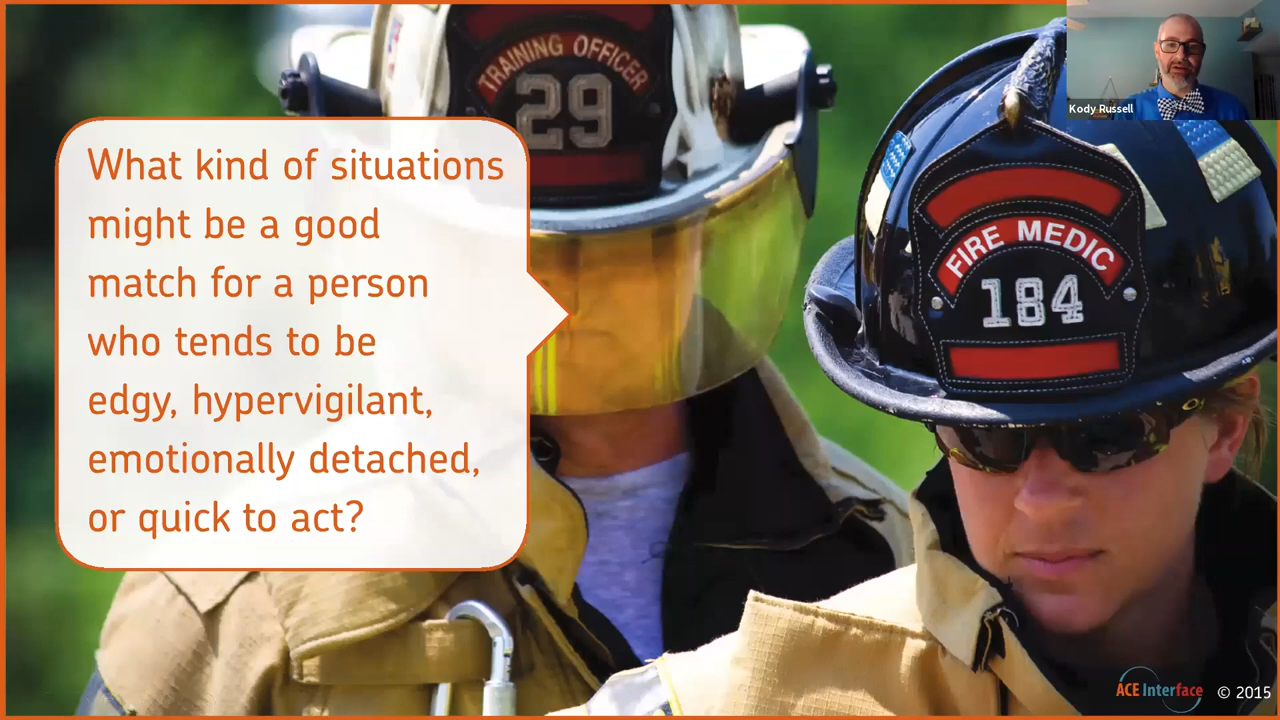 TRAINING OFFICER
29
Kody Russell
What kind of situations
might be a good
match for a person
who tends to be
edgy, hypervigilant,
emotionally detached,
or quick to act?
FIRE MEDIC
184
ACE Interface © 2015